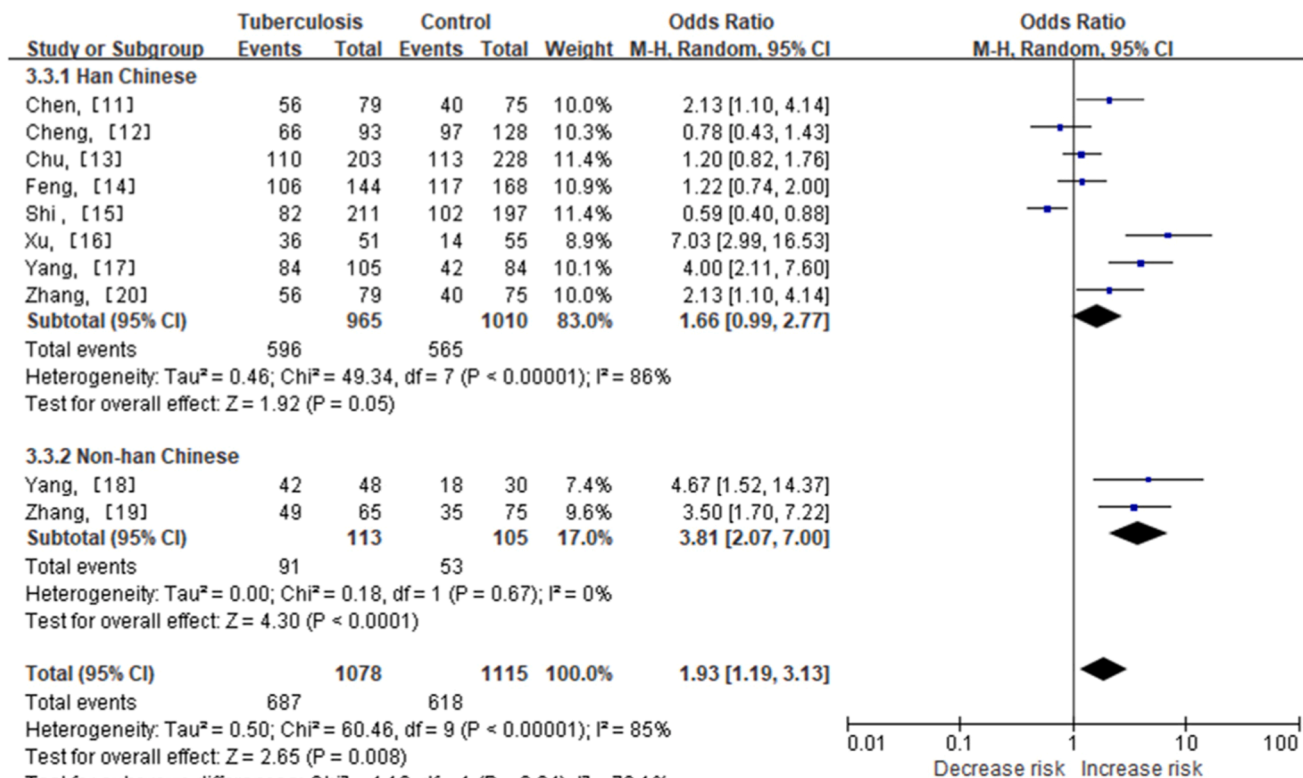 Tuberculosis Control Odds Ratio Odds Ratio
Study or Subgroup Events Total Events Total Weight M-H, Random, 95% CI M-H, Random, 95% CI
3.3.1 Han Chinese
Chen, [11] 56 79 40 75 10.0% 2.13 [1.10, 4.14]
Cheng, [12] 66 93 97 128 10.3% 0.78 [0.43, 1.43]
Chu, [13] 110 203 113 228 11.4% 1.20 [0.82, 1.76]
Feng, [14] 106 144 117 168 10.9% 1.22 [0.74, 2.00]
Shi , [15] 82 211 102 197 11.4% 0.59 [0.40, 0.88]
Xu, [16] 36 51 14 55 8.9% 7.03 [2.99, 16.53]
Yang, [17] 84 105 42 84 10.1% 4.00 [2.11, 7.60]
Zhang, [20] 56 79 40 75 10.0% 2.13 [1.10, 4.14]
Subtotal (95% CI) 965 1010 83.0% 1.66 [0.99, 2.77]
Total events 596 565
Heterogeneity: Tau² = 0.46; Chi² = 49.34, df = 7 (P < 0.00001); I² = 86%
Test for overall effect: Z = 1.92 (P = 0.05)
3.3.2 Non-han Chinese
Yang, [18] 42 48 18 30 7.4% 4.67 [1.52, 14.37]
Zhang, [19] 49 65 35 75 9.6% 3.50 [1.70, 7.22]
Subtotal (95% CI) 113 105 17.0% 3.81 [2.07, 7.00]
Total events 91 53
Heterogeneity: Tau² = 0.00; Chi² = 0.18, df = 1 (P = 0.67); I² = 0%
Test for overall effect: Z = 4.30 (P < 0.0001)
Total (95% CI) 1078 1115 100.0% 1.93 [1.19, 3.13]
Total events 687 618
Heterogeneity: Tau² = 0.50; Chi² = 60.46, df = 9 (P < 0.00001); I² = 85%
Test for overall effect: Z = 2.65 (P = 0.008)
0.01 0.1 1 10 100
Decrease risk Increase risk